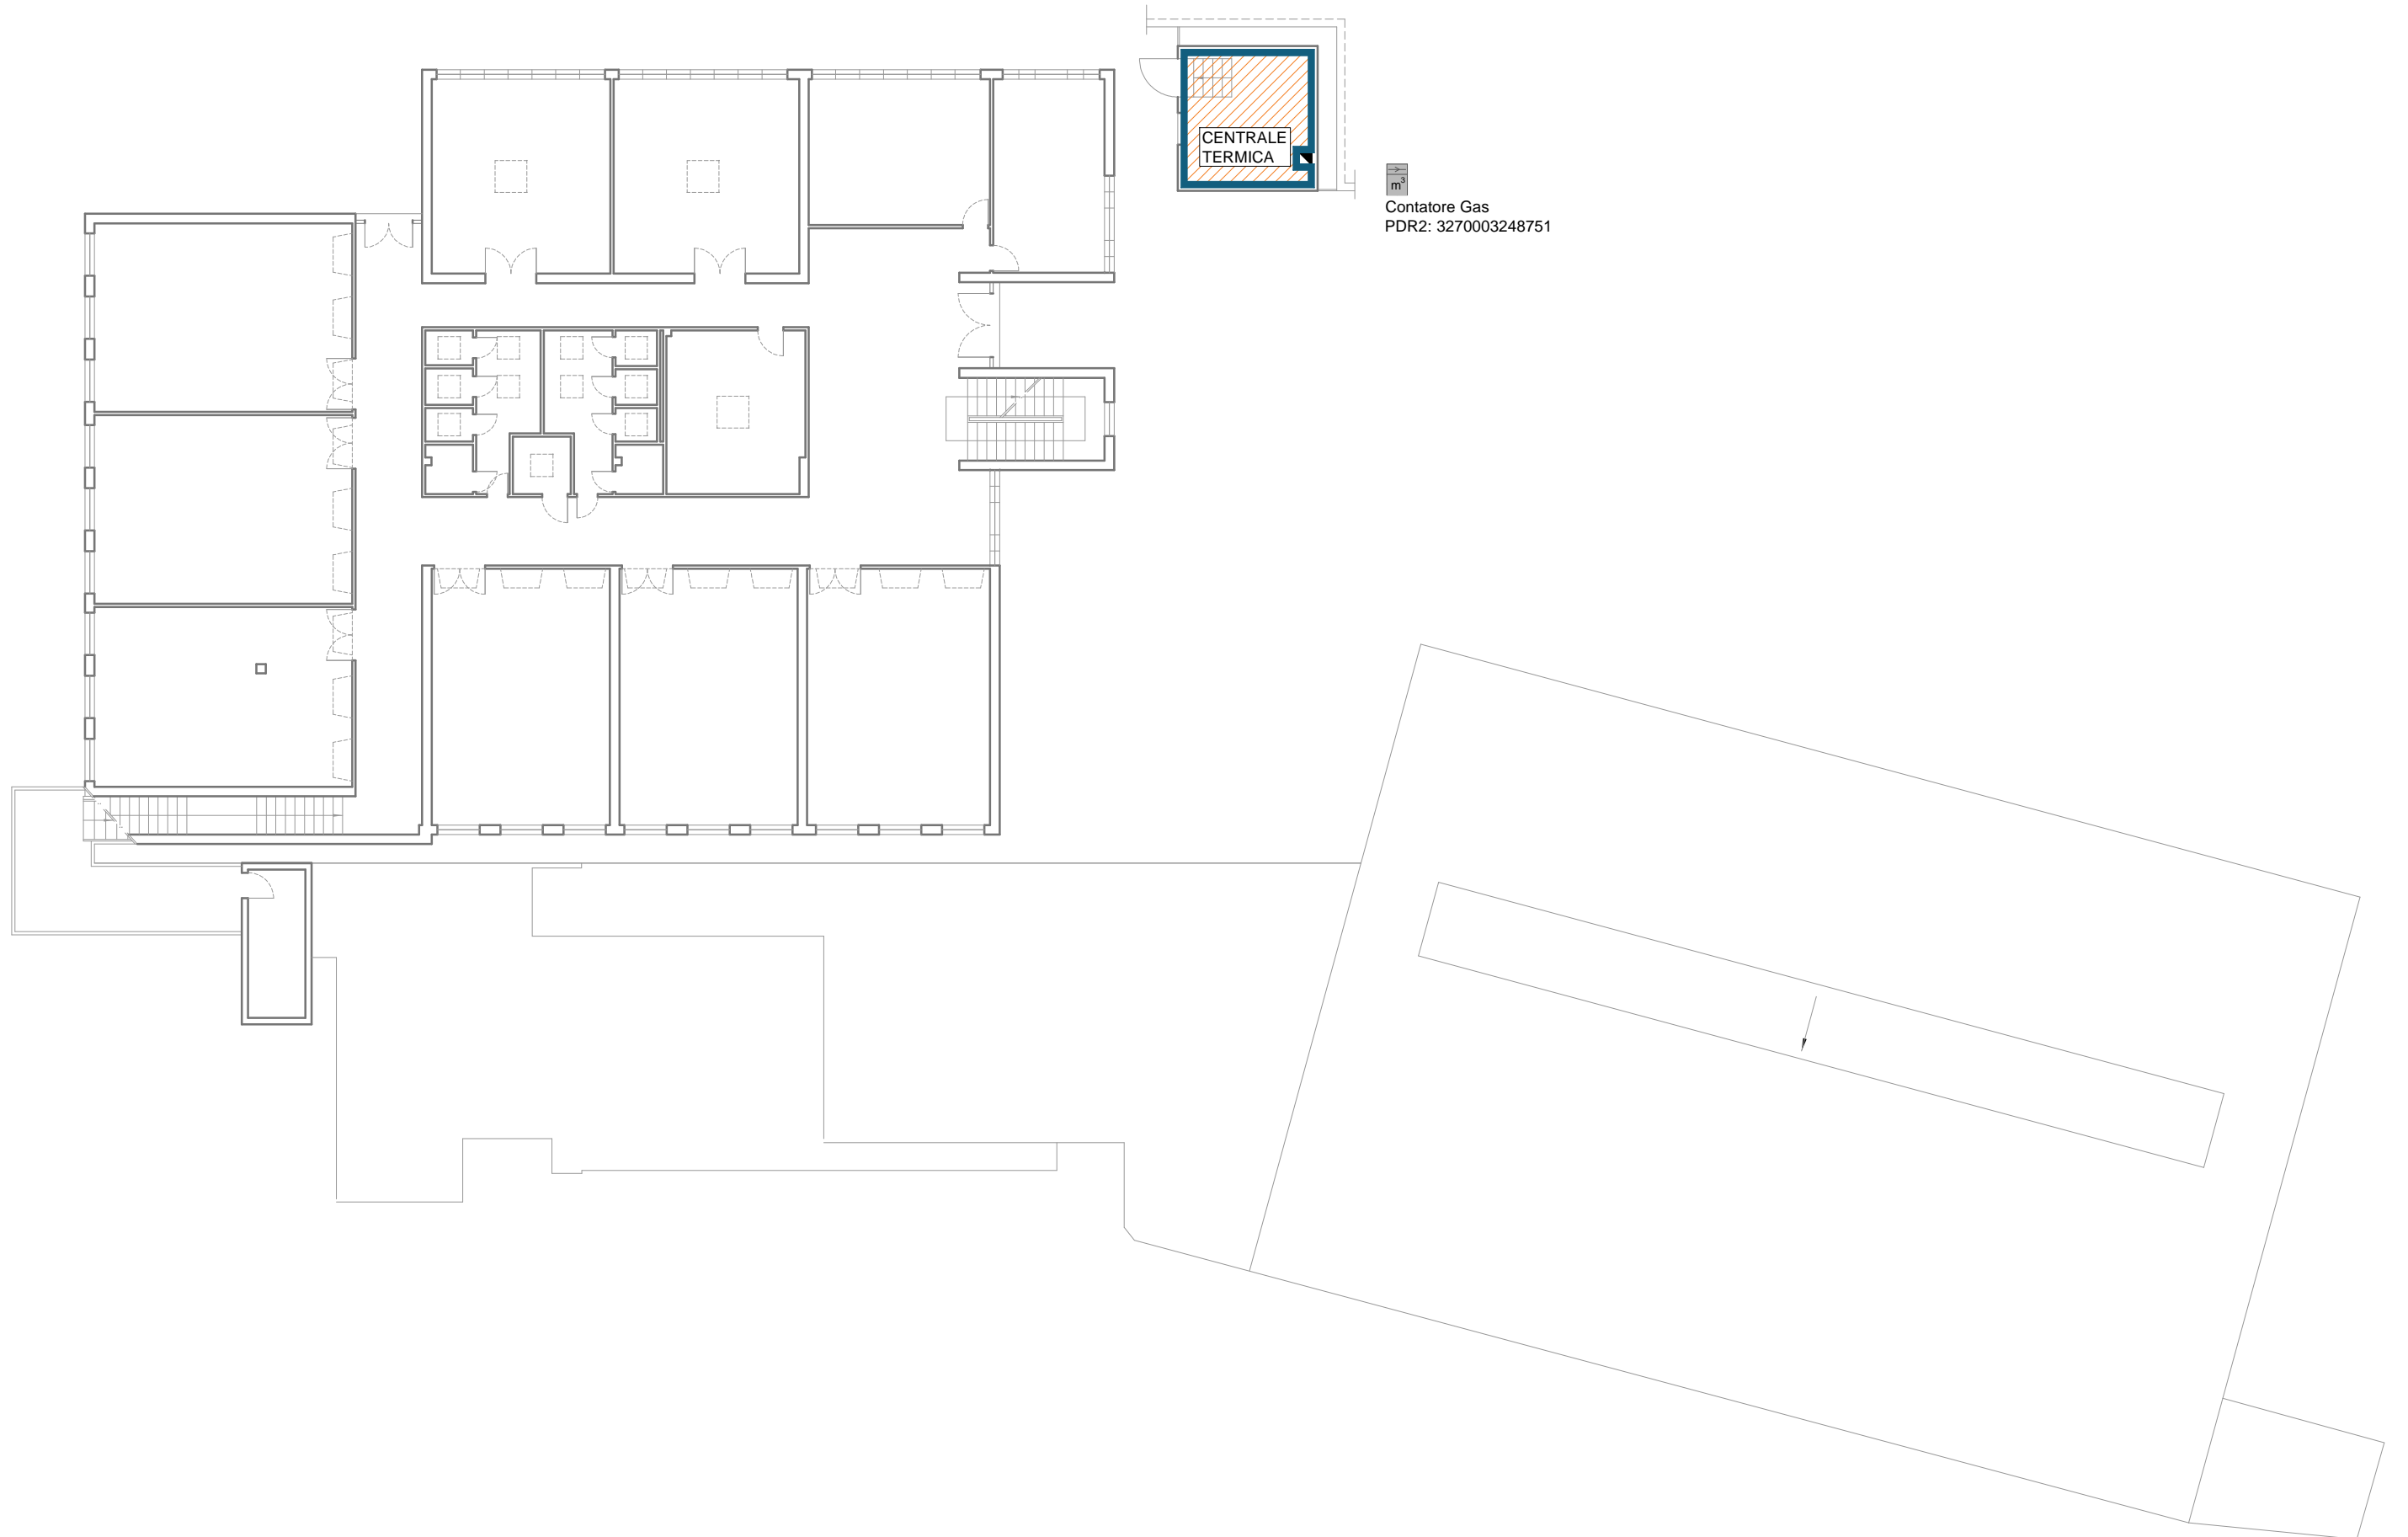 CENTRALE
TERMICA
m³
Contatore Gas
PDR2: 3270003248751